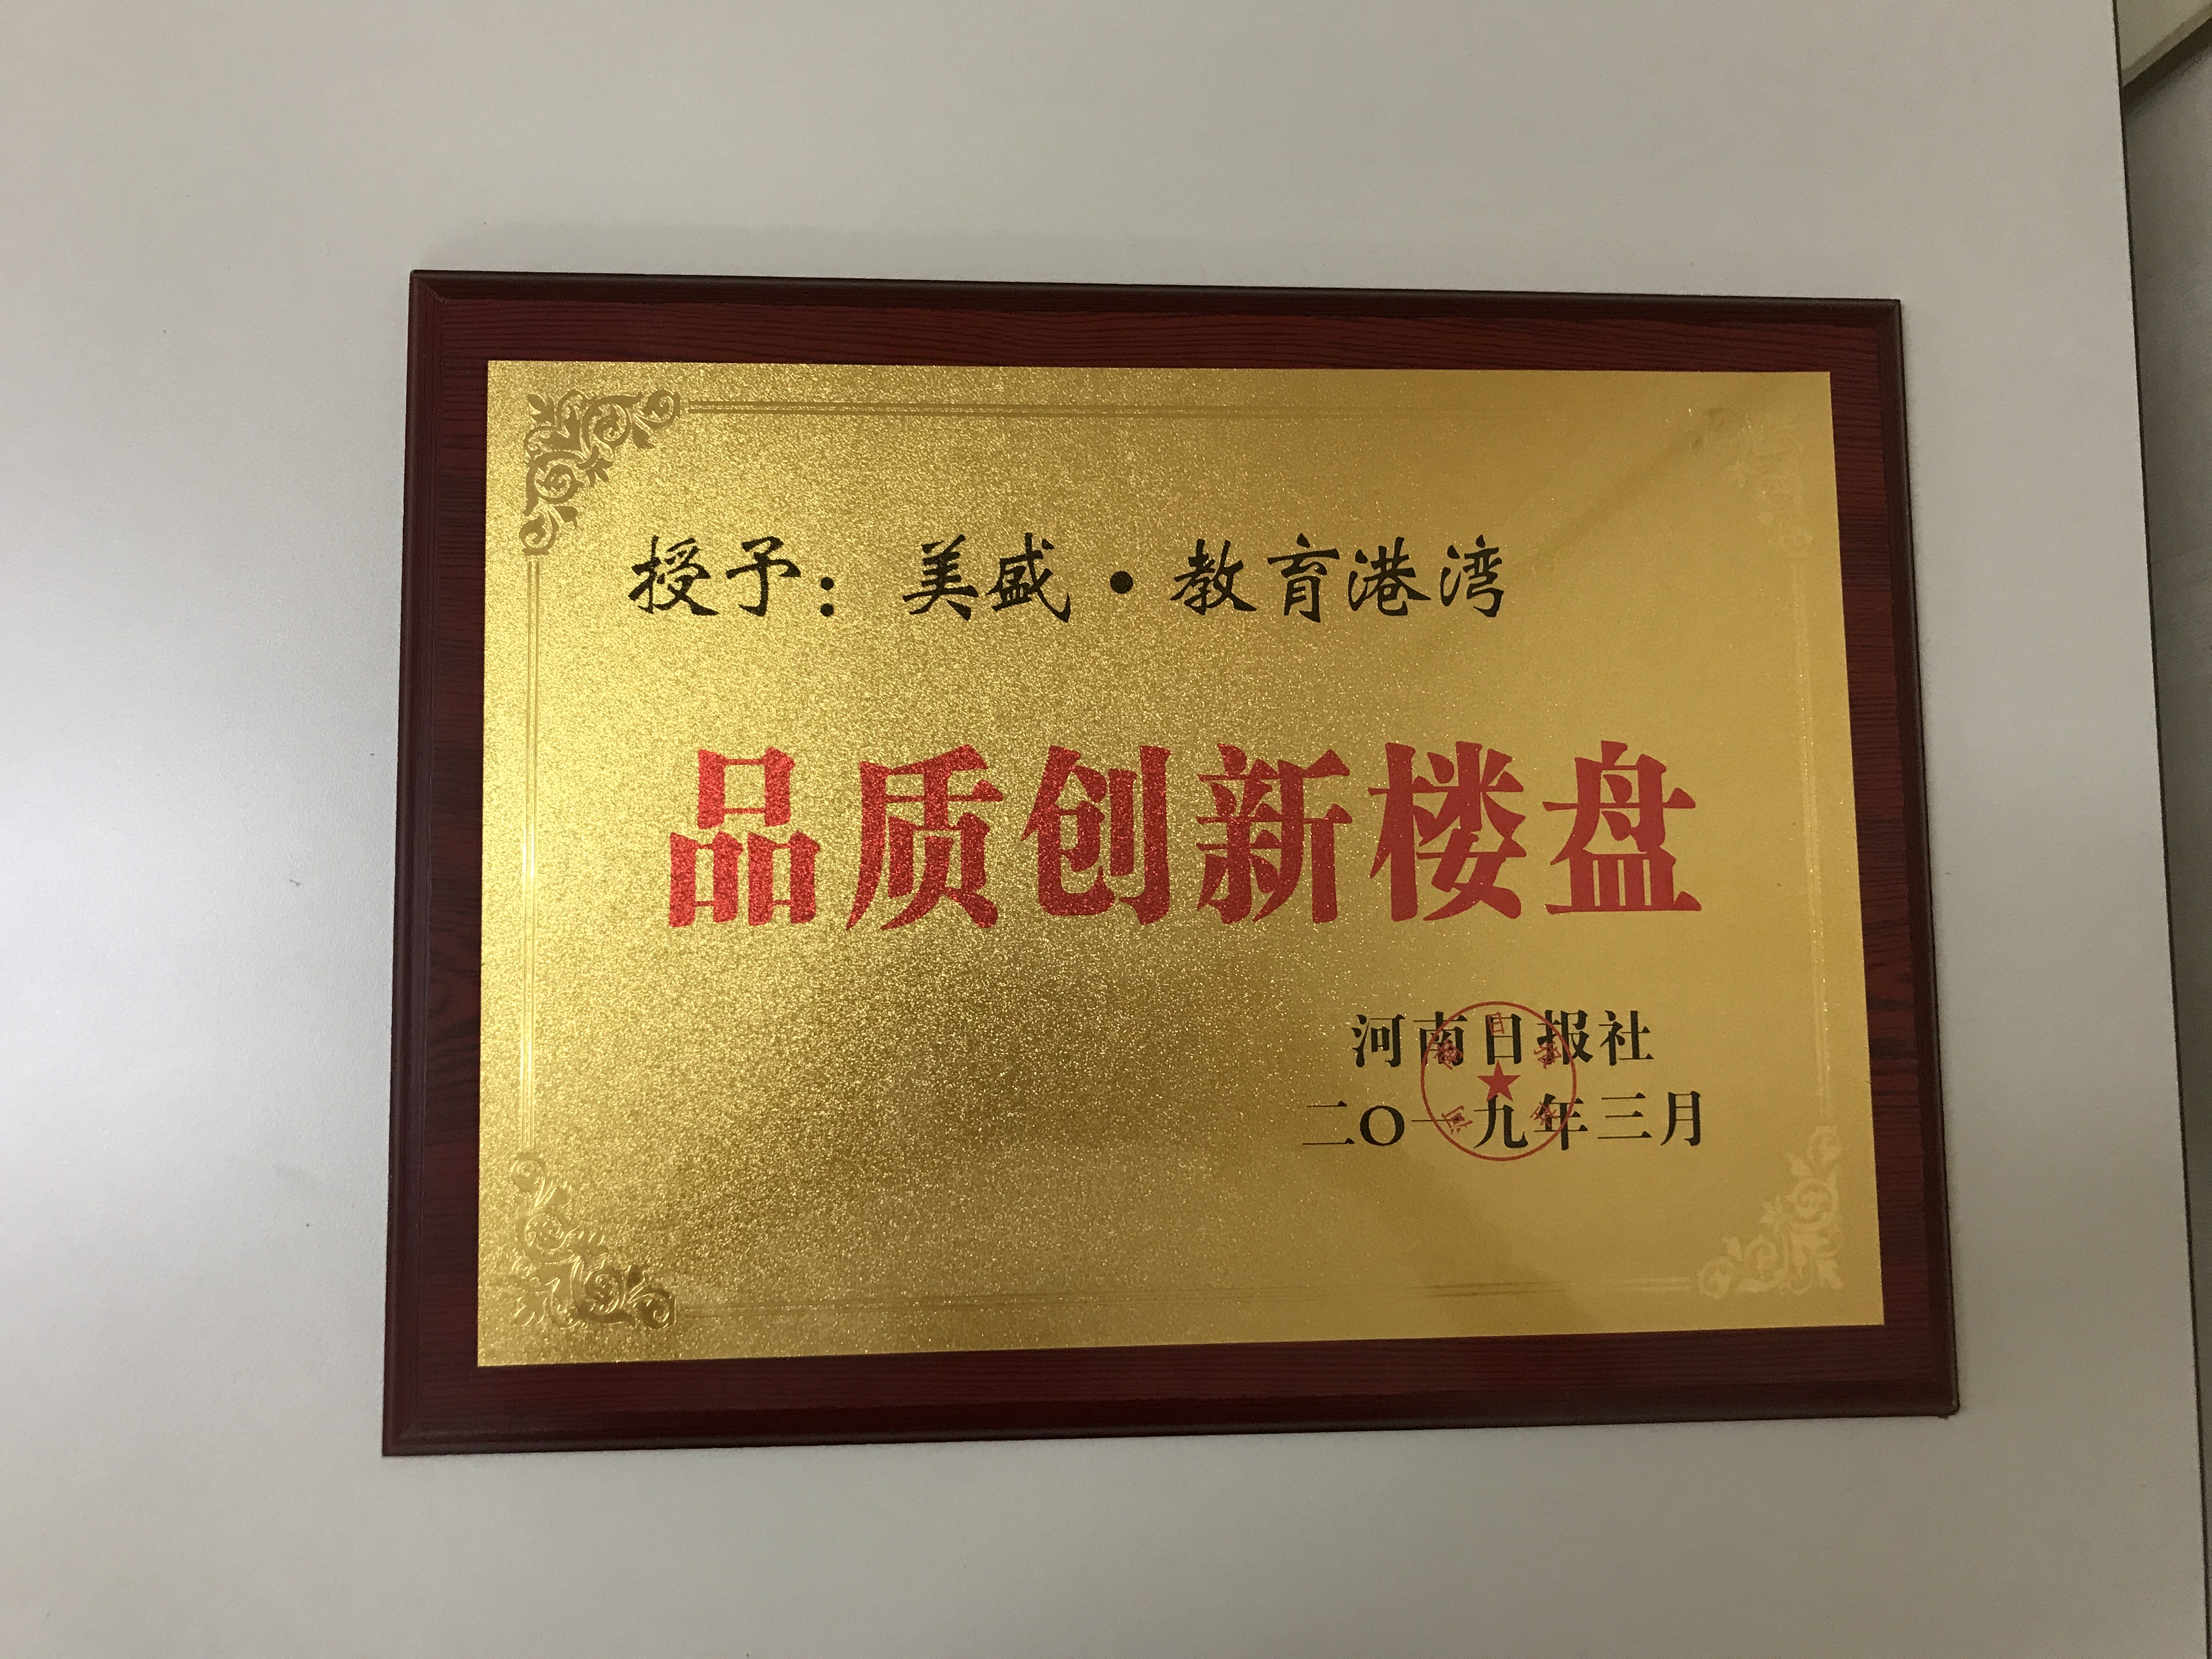 授予：美盛·教育港湾
品质创新楼盘
河南日报社
二〇一九年三月